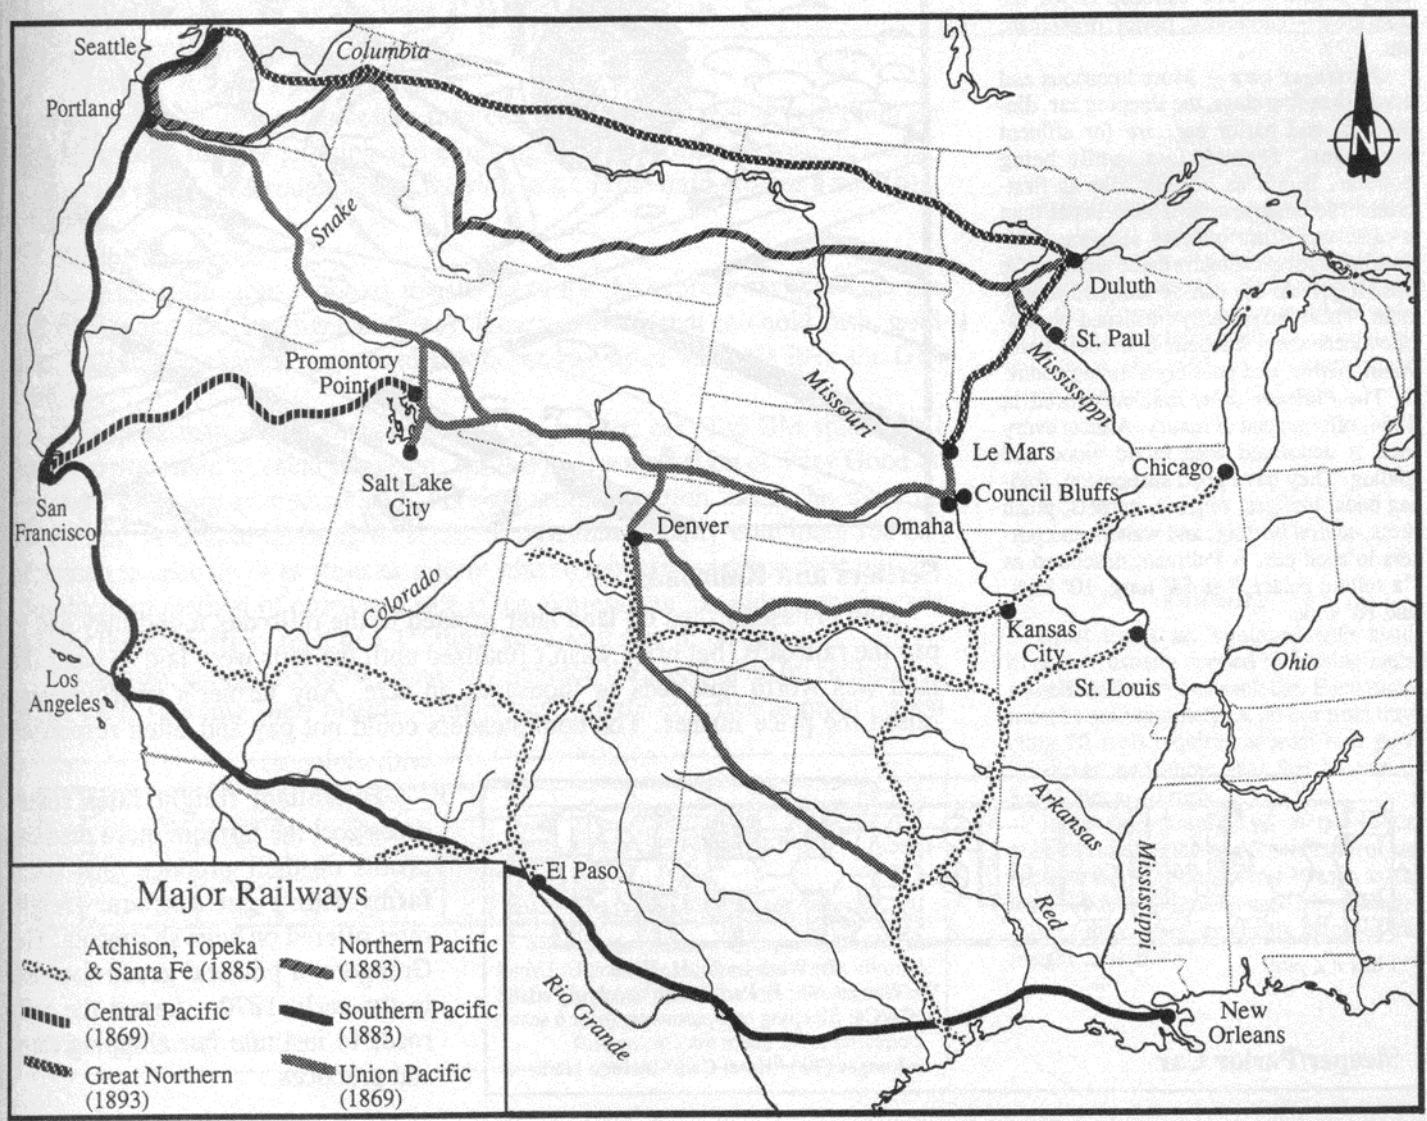 Seattle
Columbia
Portland
N
Snake
Duluth
Promontory
Point
St. Paul
Missouri
Mississippi
Le Mars
Chicago
Salt Lake
City
Council Bluffs
Omaha
San
Francisco
Denver
Colorado
Kansas
City
Ohio
St. Louis
Los
Angeles
Arkansas
El Paso
Mississippi
Red
Rio Grande
New
Orleans
Major Railways
Atchison, Topeka
& Santa Fe (1885)
Central Pacific
(1869)
Great Northern
(1893)
Northern Pacific
(1883)
Southern Pacific
(1883)
Union Pacific
(1869)